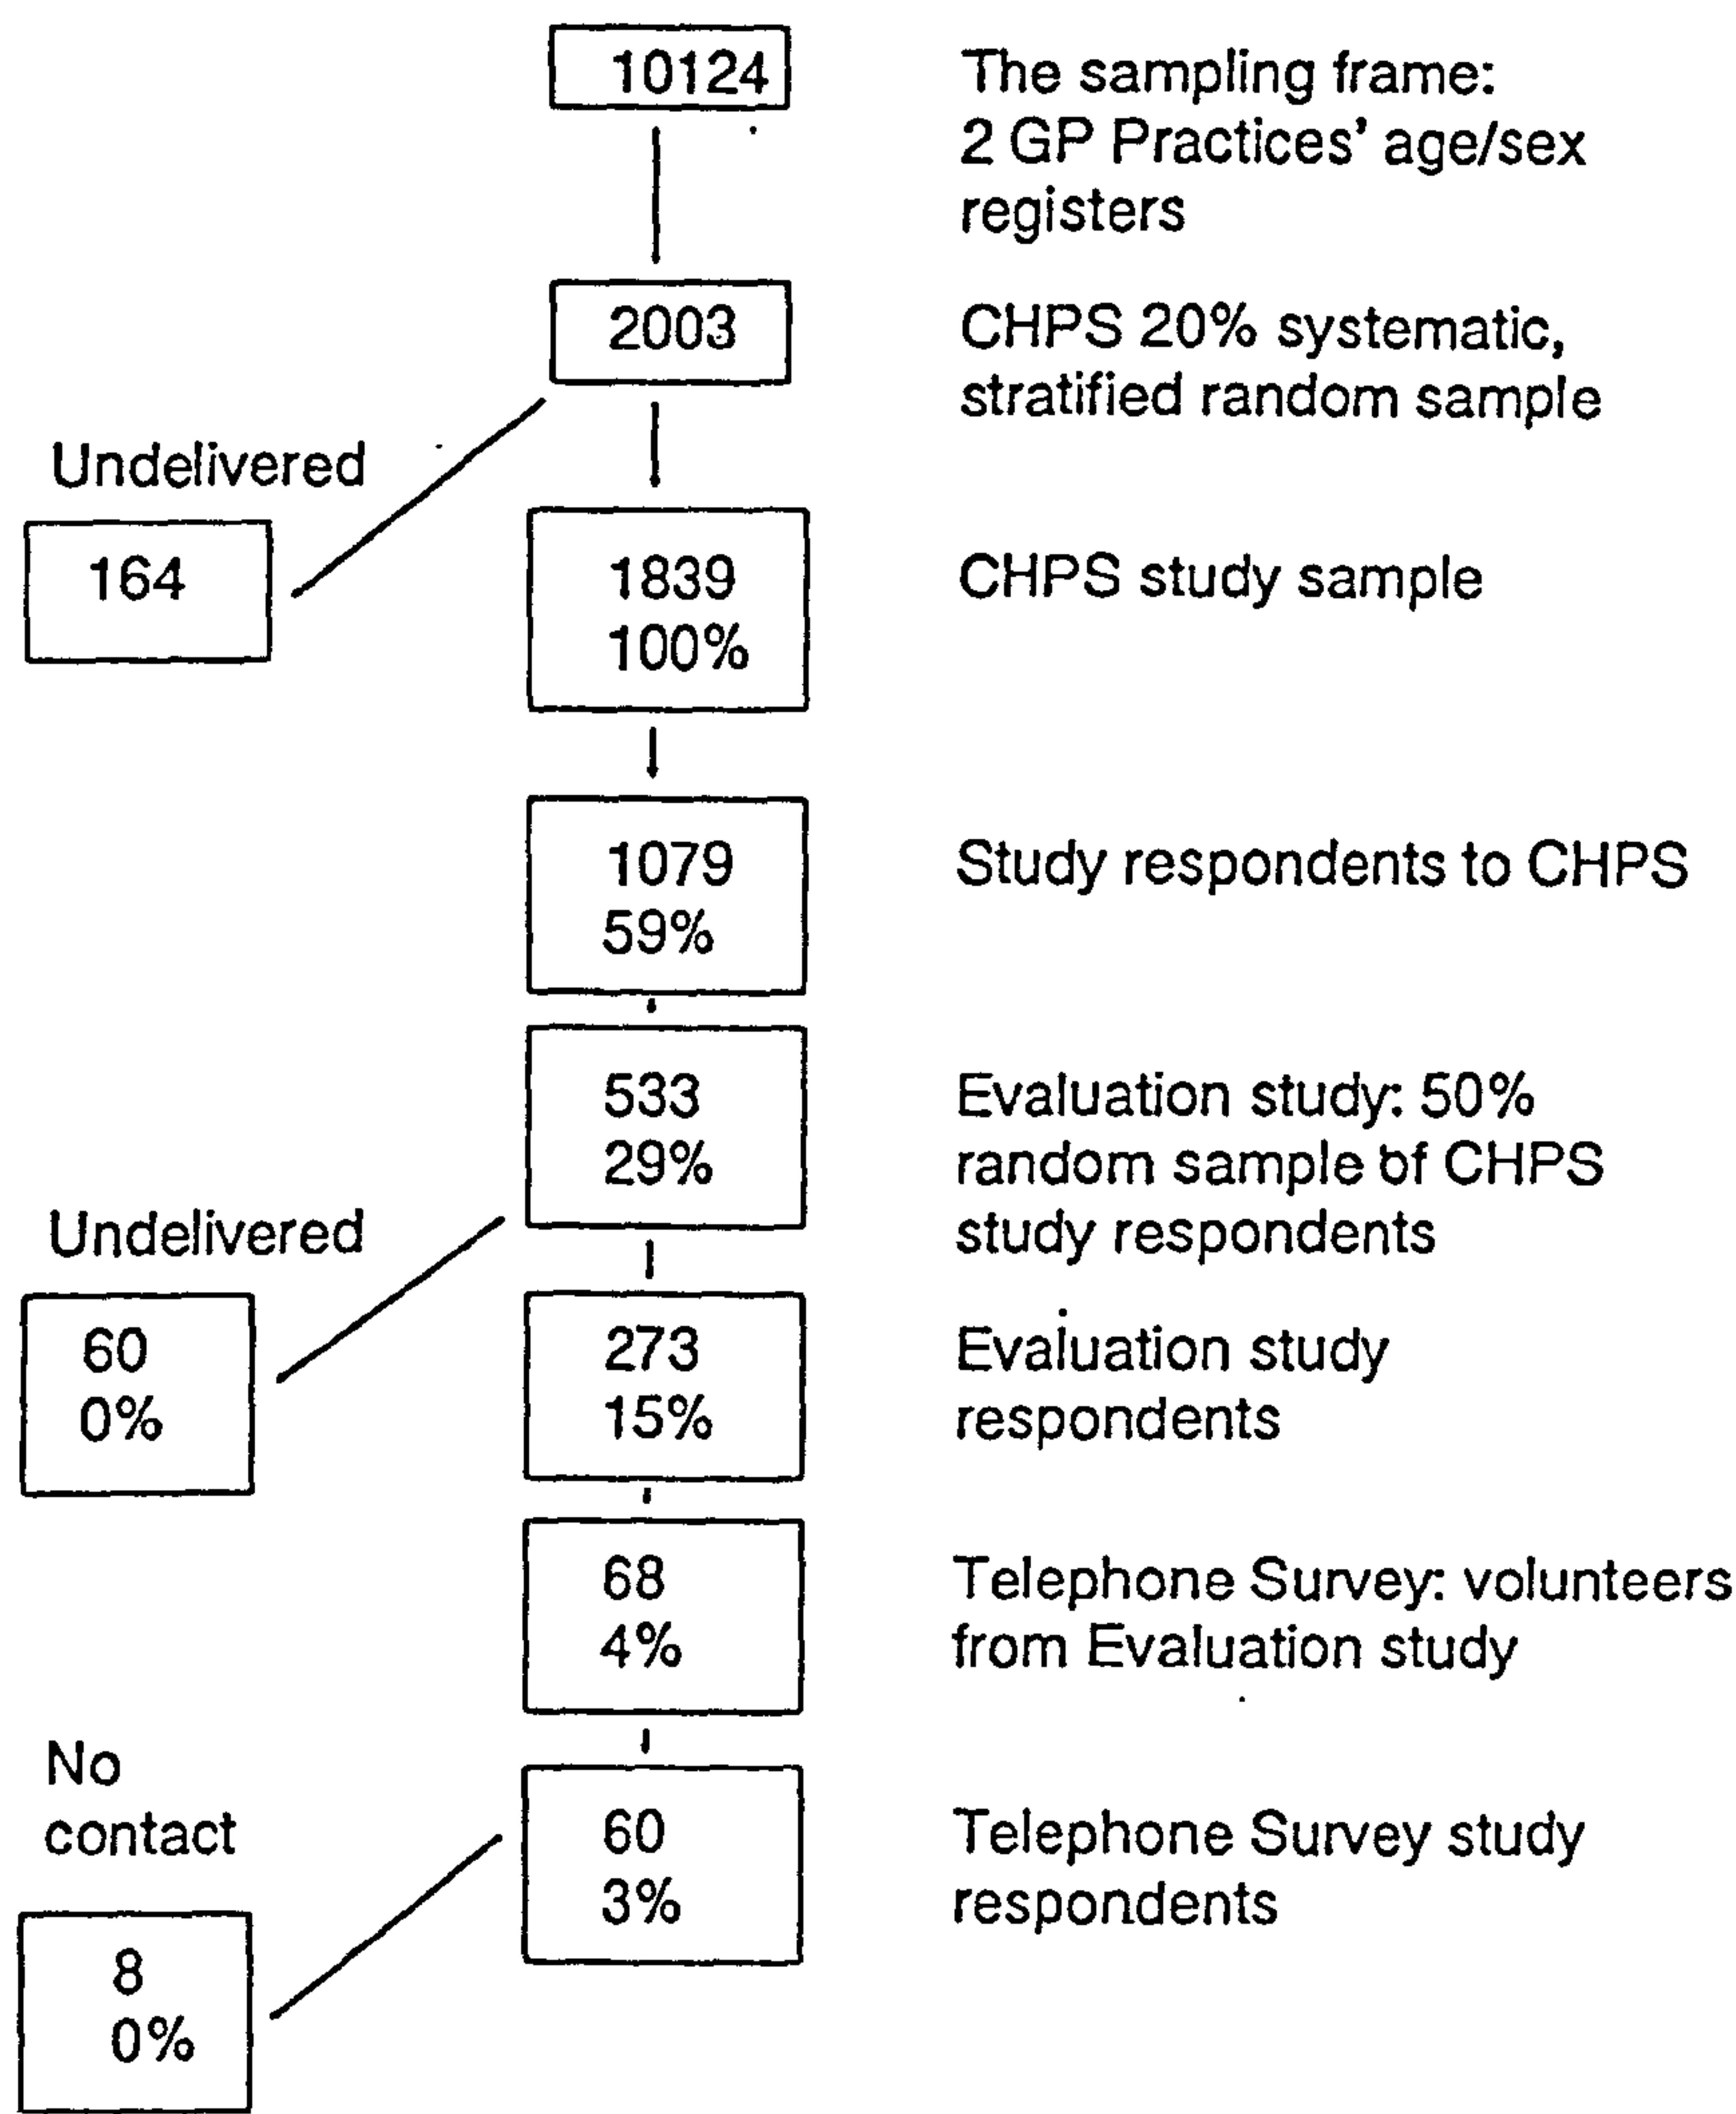 10124
The sampling frame:
2 GP Practices' age/sex
registers
2003
CHPS 20% systematic,
stratified random sample
Undelivered
164
1839
100%
CHPS study sample
1079
59%
Study respondents to CHPS
533
29%
Evaluation study: 50%
random sample of CHPS
study respondents
Undelivered
60
0%
273
15%
Evaluation study
respondents
68
4%
Telephone Survey: volunteers
from Evaluation study
No
contact
8
0%
60
3%
Telephone Survey study
respondents